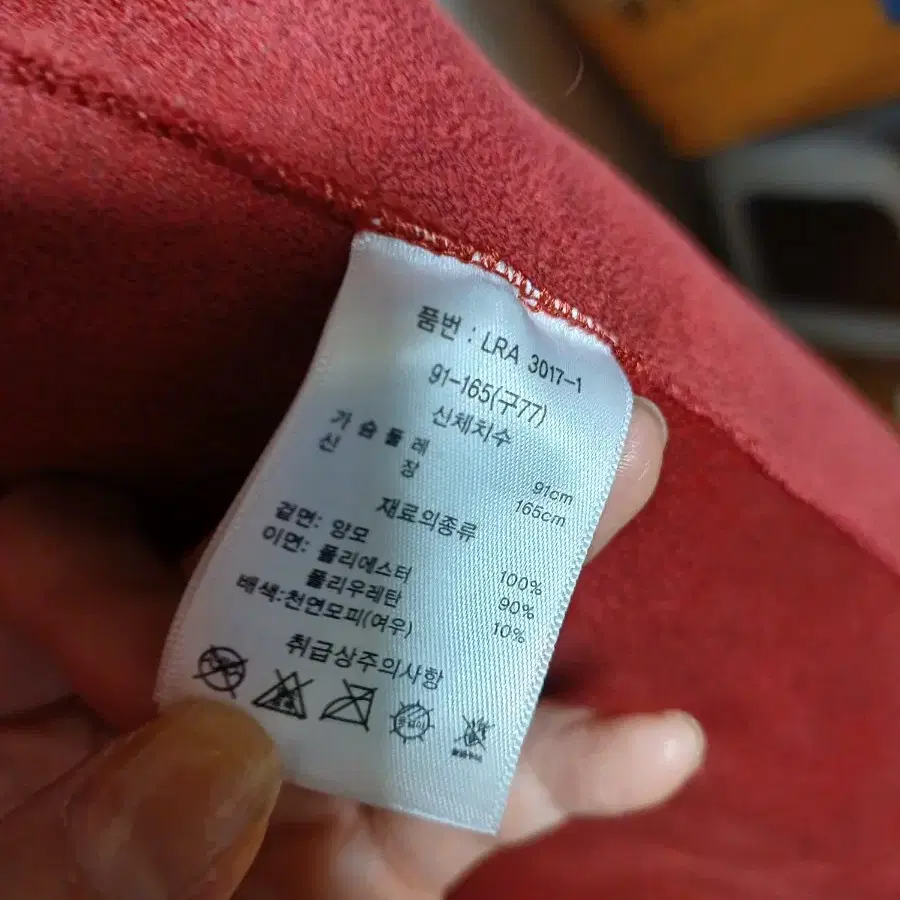 품번 : LRA 3017-1
91-165(구77)
신체치수
가슴둘레 91cm
신장 165cm
재료의종류
겉면: 양모 100%
이면: 폴리에스터 90%
폴리우레탄 10%
배색:천연모피(여우)
취급상주의사항